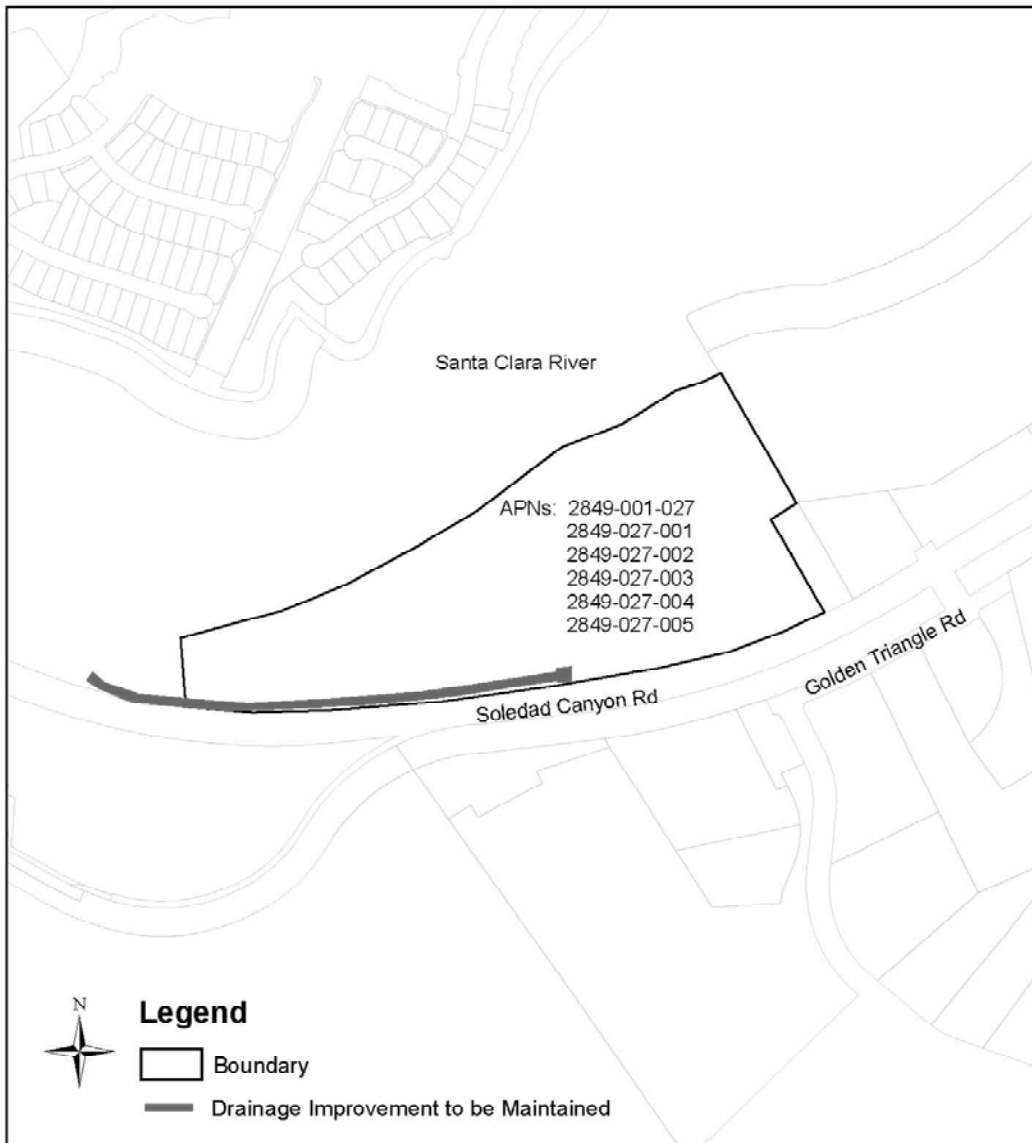 Santa Clara River
APNs: 2849-001-027
2849-027-001
2849-027-002
2849-027-003
2849-027-004
2849-027-005
Golden Triangle Rd
Soledad Canyon Rd
N
Legend
Boundary
Drainage Improvement to be Maintained